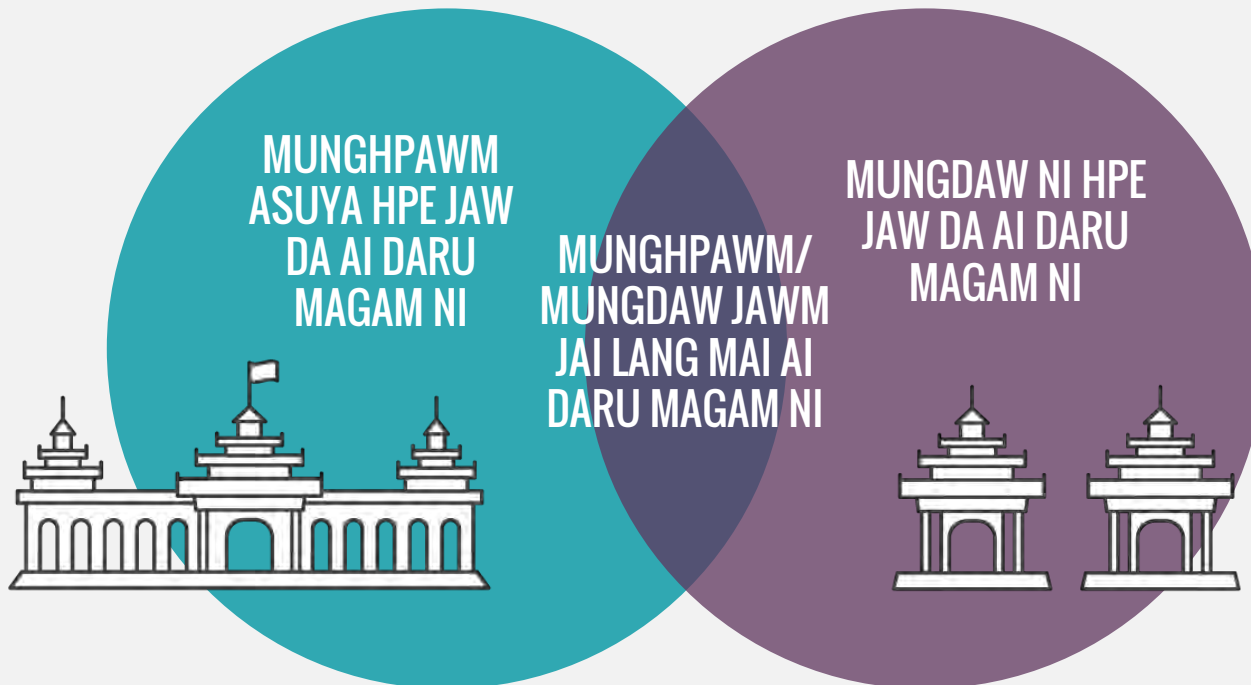 MUNGHPAWM
ASUYA HPE JAW
DA AI DARU
MAGAM NI
MUNGHPAWM/
MUNGDAW JAWM
JAI LANG MAI AI
DARU MAGAM NI
MUNGDAW NI HPE
JAW DA AI DARU
MAGAM NI